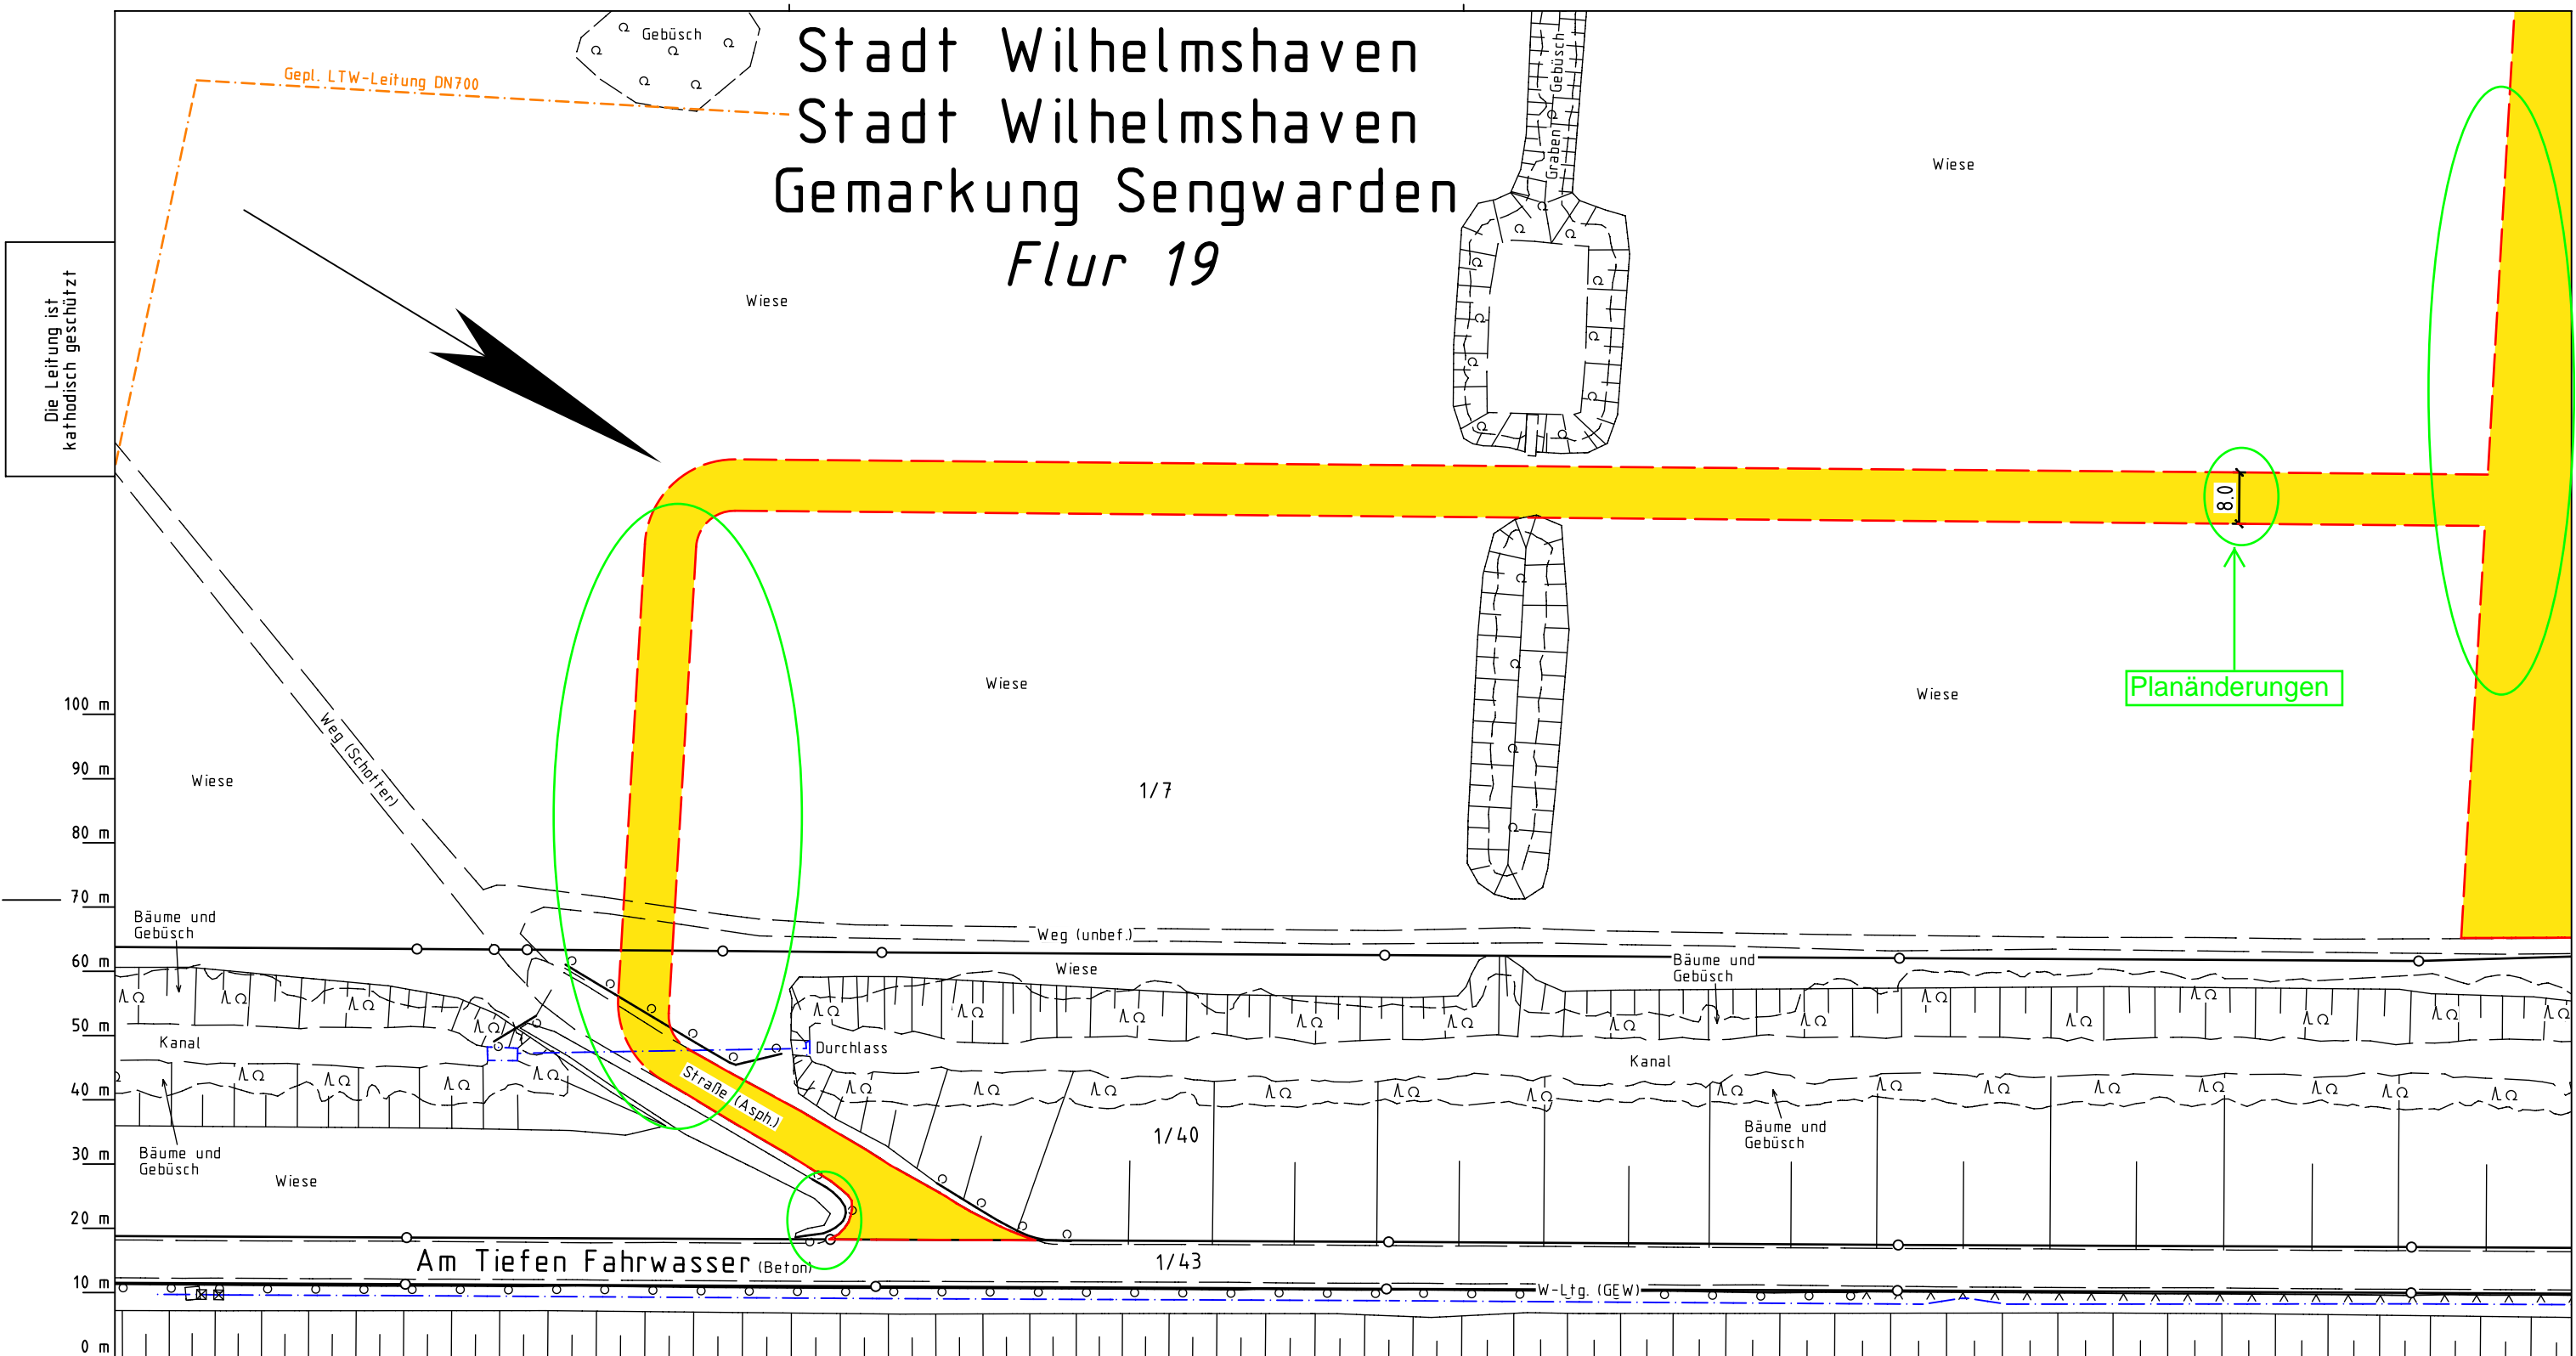 Gebüsch
Stadt Wilhelmshaven
Stadt Wilhelmshaven
Gemarkung Sengwarden
Flur 19
Gepl. LTW-Leitung DN700
Graben
Gebüsch
Wiese
Wiese
Die Leitung ist
kathodisch geschützt
8.0
Planänderungen
Wiese
Wiese
Weg (Schotter)
Wiese
1/7
100 m
90 m
80 m
70 m
60 m
50 m
40 m
30 m
20 m
10 m
0 m
Bäume und
Gebüsch
Weg (unbef.)
Wiese
Bäume und
Gebüsch
Kanal
Durchlass
Kanal
Straße (Asph.)
1/40
Bäume und
Gebüsch
Bäume und
Gebüsch
Wiese
Am Tiefen Fahrwasser (Beton)
1/43
W-Ltg. (GEW)